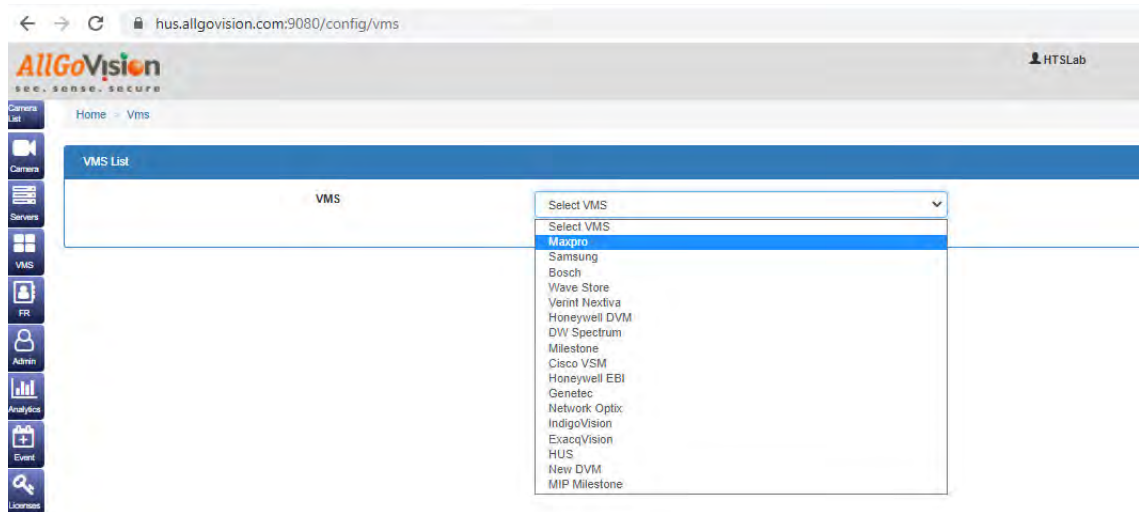 hus.allgovision.com:9080/config/vms
AllGoVision
see. sense. secure
HTSLab
Camera List
Home Vms
Camera
VMS List
Servers
VMS
Select VMS
Select VMS
Maxpro
Samsung
Bosch
Wave Store
Verint Nextiva
Honeywell DVM
DW Spectrum
Milestone
Cisco VSM
Honeywell EBI
Genetec
Network Optix
IndigoVision
ExacqVision
HUS
New DVM
MIP Milestone
VMS
FR
Admin
Analytics
Event
Licenses